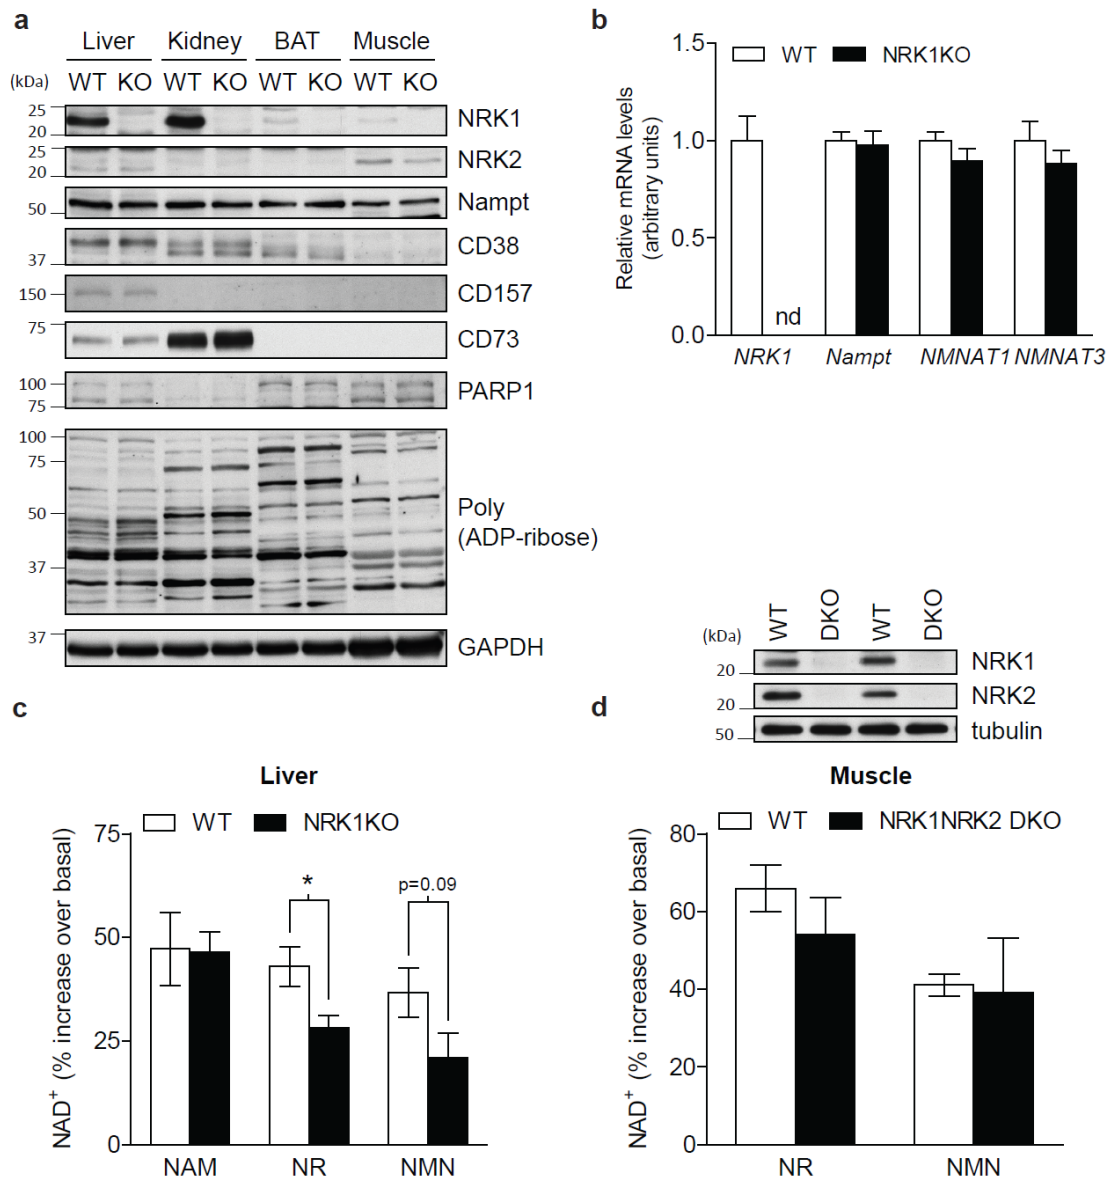 a
Liver Kidney BAT Muscle
(kDa) WT KO WT KO WT KO WT KO
25
20
NRK1
25
20
NRK2
50
Nampt
37
CD38
150
CD157
75
CD73
100
75
PARP1
100
75
50
37
Poly
(ADP-ribose)
37
GAPDH
b
WT NRK1KO
Relative mRNA levels
(arbitrary units)
1.5
1.0
0.5
0.0
nd
NRK1 Nampt NMNAT1 NMNAT3
c
Liver
WT NRK1KO
NAD+ (% increase over basal)
75
50
25
0
*
p=0.09
NAM NR NMN
d
(kDa) WT DKO WT DKO
20
NRK1
20
NRK2
50
tubulin
Muscle
WT NRK1NRK2 DKO
NAD+ (% increase over basal)
80
60
40
20
0
NR NMN